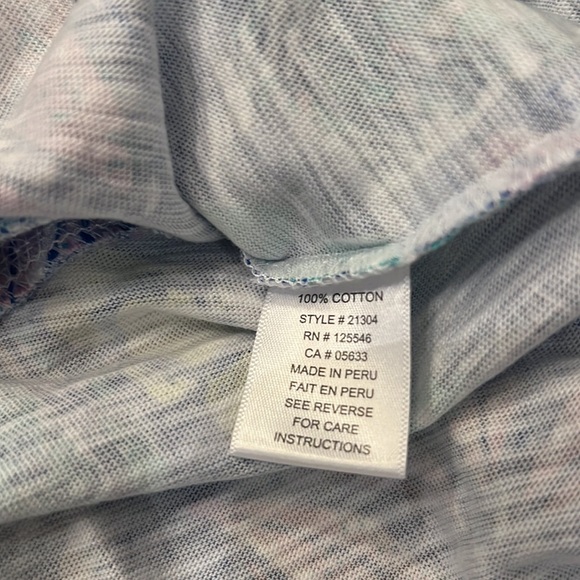 100% COTTON
STYLE # 21304
RN # 125546
CA # 05633
MADE IN PERU
FAIT EN PERU
SEE REVERSE
FOR CARE
INSTRUCTIONS